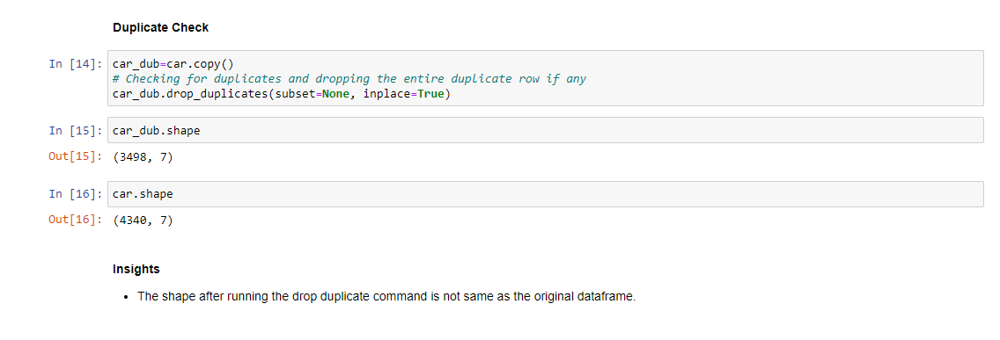 Duplicate Check
In [14]: car_dub=car.copy()
# Checking for duplicates and dropping the entire duplicate row if any
car_dub.drop_duplicates(subset=None, inplace=True)
In [15]: car_dub.shape
Out[15]: (3498, 7)
In [16]: car.shape
Out[16]: (4340, 7)
Insights
• The shape after running the drop duplicate command is not same as the original dataframe.